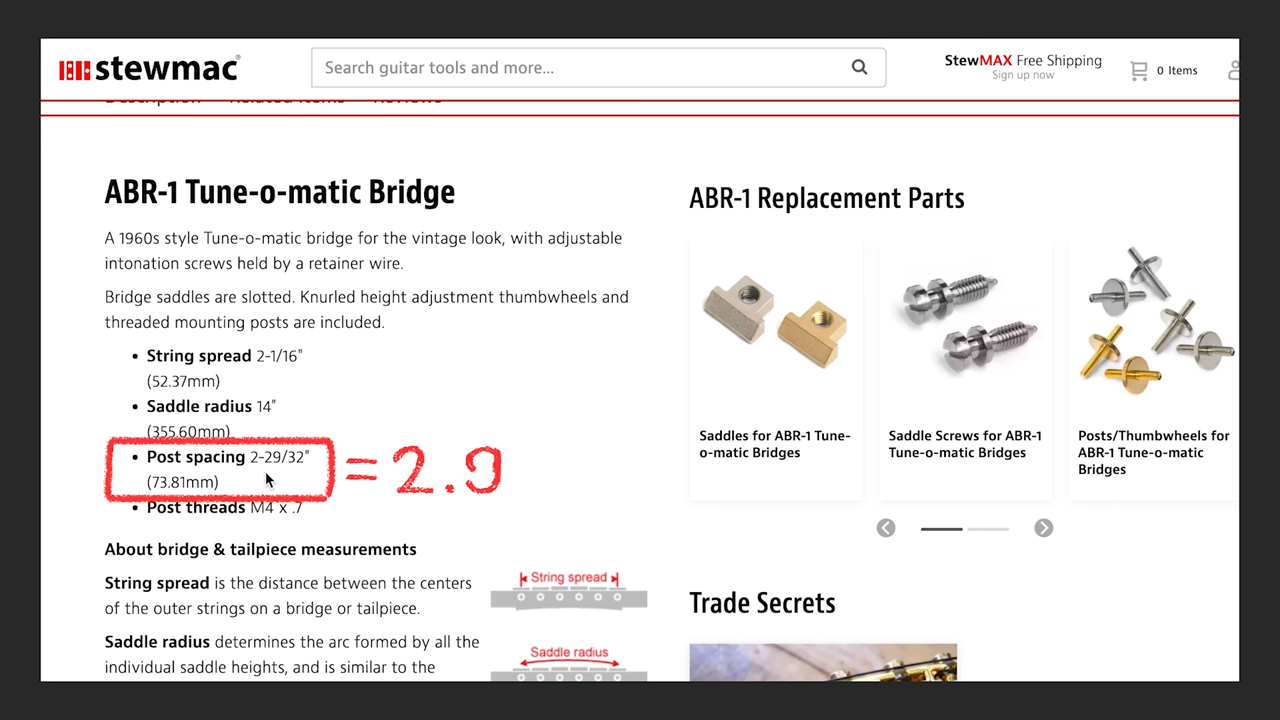 stewmac®
Search guitar tools and more...
StewMAX Free Shipping
Sign up now
0 Items
Description Related Items Reviews
ABR-1 Tune-o-matic Bridge
A 1960s style Tune-o-matic bridge for the vintage look, with adjustable
intonation screws held by a retainer wire.
Bridge saddles are slotted. Knurled height adjustment thumbwheels and
threaded mounting posts are included.
• String spread 2-1/16"
(52.37mm)
• Saddle radius 14"
(355.60mm)
• Post spacing 2-29/32"
(73.81mm)
= 2.9
• Post threads M4 x .7
About bridge & tailpiece measurements
String spread is the distance between the centers
of the outer strings on a bridge or tailpiece.
String spread
Saddle radius determines the arc formed by all the
individual saddle heights, and is similar to the
Saddle radius
ABR-1 Replacement Parts
Saddles for ABR-1 Tune-
o-matic Bridges
Saddle Screws for ABR-1
Tune-o-matic Bridges
Posts/Thumbwheels for
ABR-1 Tune-o-matic
Bridges
Trade Secrets